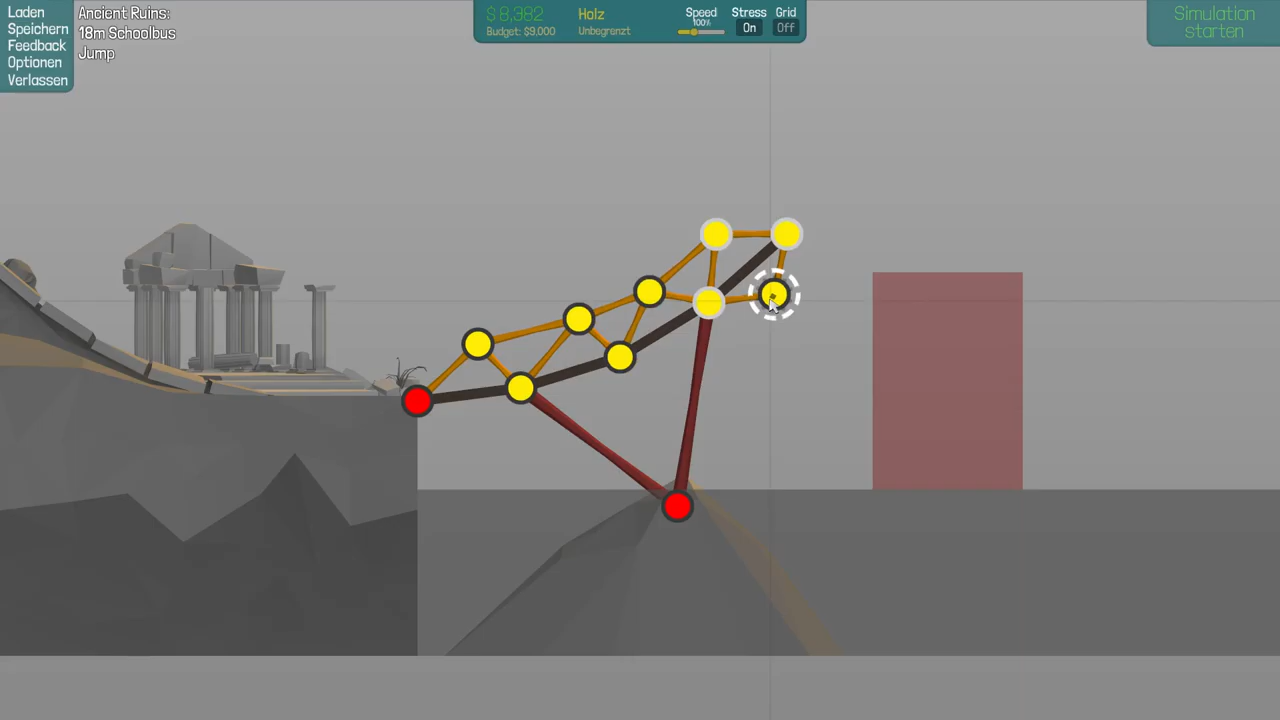 Laden
Speichern
Feedback
Optionen
Verlassen
Ancient Ruins:
18m Schoolbus
Jump
$ 8,382
Budget: $9,000
Holz
Unbegrenzt
Speed
100%
Stress
On
Grid
Off
Simulation
starten